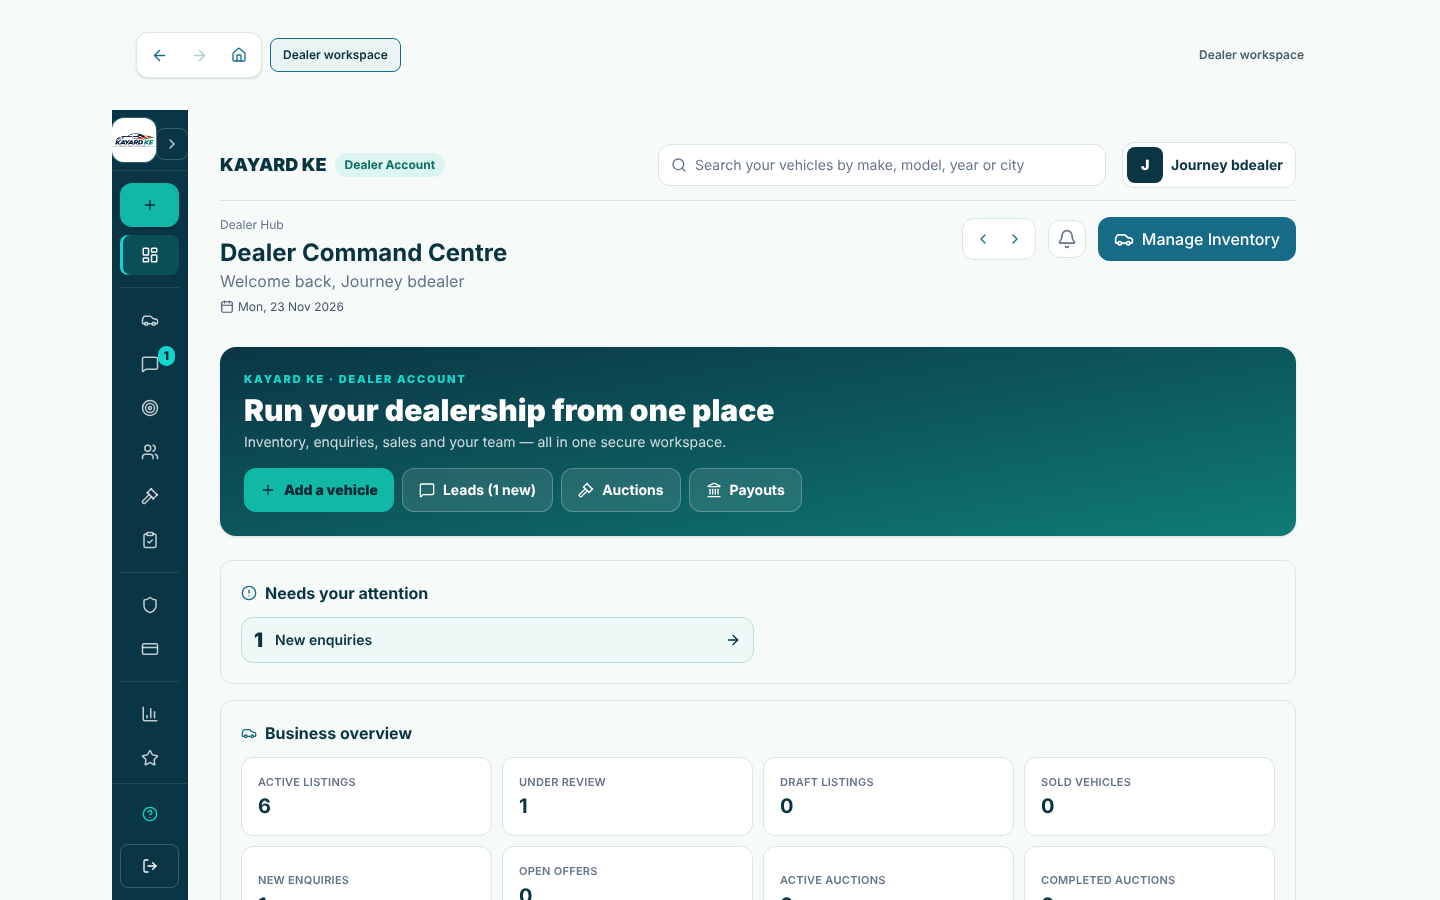 Dealer workspace
Dealer workspace
KAYARD KE
KAYARD KE
Dealer Account
Search your vehicles by make, model, year or city
J
Journey bdealer
Dealer Hub
Dealer Command Centre
Welcome back, Journey bdealer
Mon, 23 Nov 2026
Manage Inventory
1
KAYARD KE · DEALER ACCOUNT
Run your dealership from one place
Inventory, enquiries, sales and your team — all in one secure workspace.
Add a vehicle
Leads (1 new)
Auctions
Payouts
Needs your attention
1 New enquiries
Business overview
ACTIVE LISTINGS
6
UNDER REVIEW
1
DRAFT LISTINGS
0
SOLD VEHICLES
0
NEW ENQUIRIES
OPEN OFFERS
0
ACTIVE AUCTIONS
COMPLETED AUCTIONS